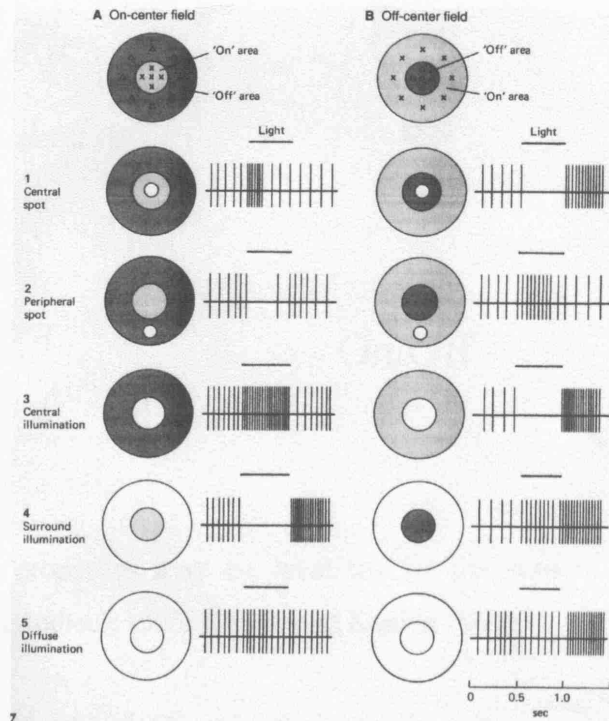 A On-center field
B Off-center field
'On' area
'Off' area
'Off' area
'On' area
Light
Light
1
Central
spot
2
Peripheral
spot
3
Central
illumination
4
Surround
illumination
5
Diffuse
illumination
0 0.5 1.0
sec
7